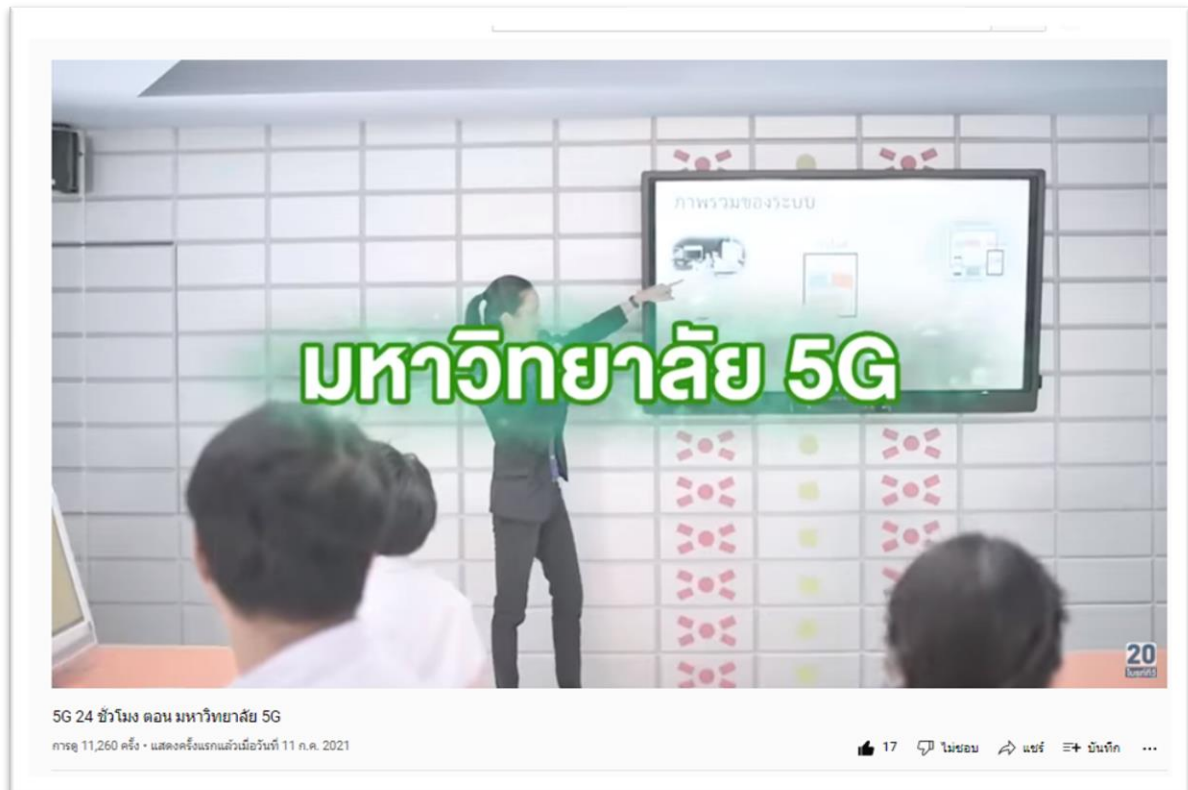 ภาพรวมของระบบ
มหาวิทยาลัย 5G
20
5G 24 ชั่วโมง ตอน มหาวิทยาลัย 5G
การดู 11,260 ครั้ง • แสดงครั้งแรกแล้วเมื่อวันที่ 11 ก.ค. 2021
17 ไม่ชอบ แชร์ บันทึก